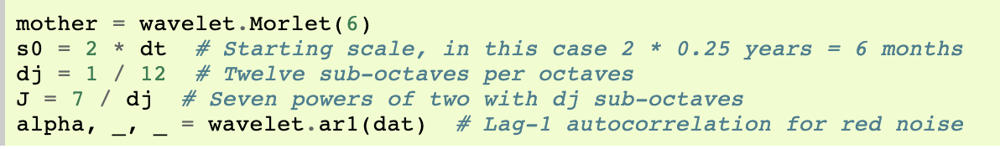 mother = wavelet.Morlet(6)
s0 = 2 * dt  # Starting scale, in this case 2 * 0.25 years = 6 months
dj = 1 / 12  # Twelve sub-octaves per octaves
J = 7 / dj  # Seven powers of two with dj sub-octaves
alpha, _, _ = wavelet.ar1(dat)  # Lag-1 autocorrelation for red noise